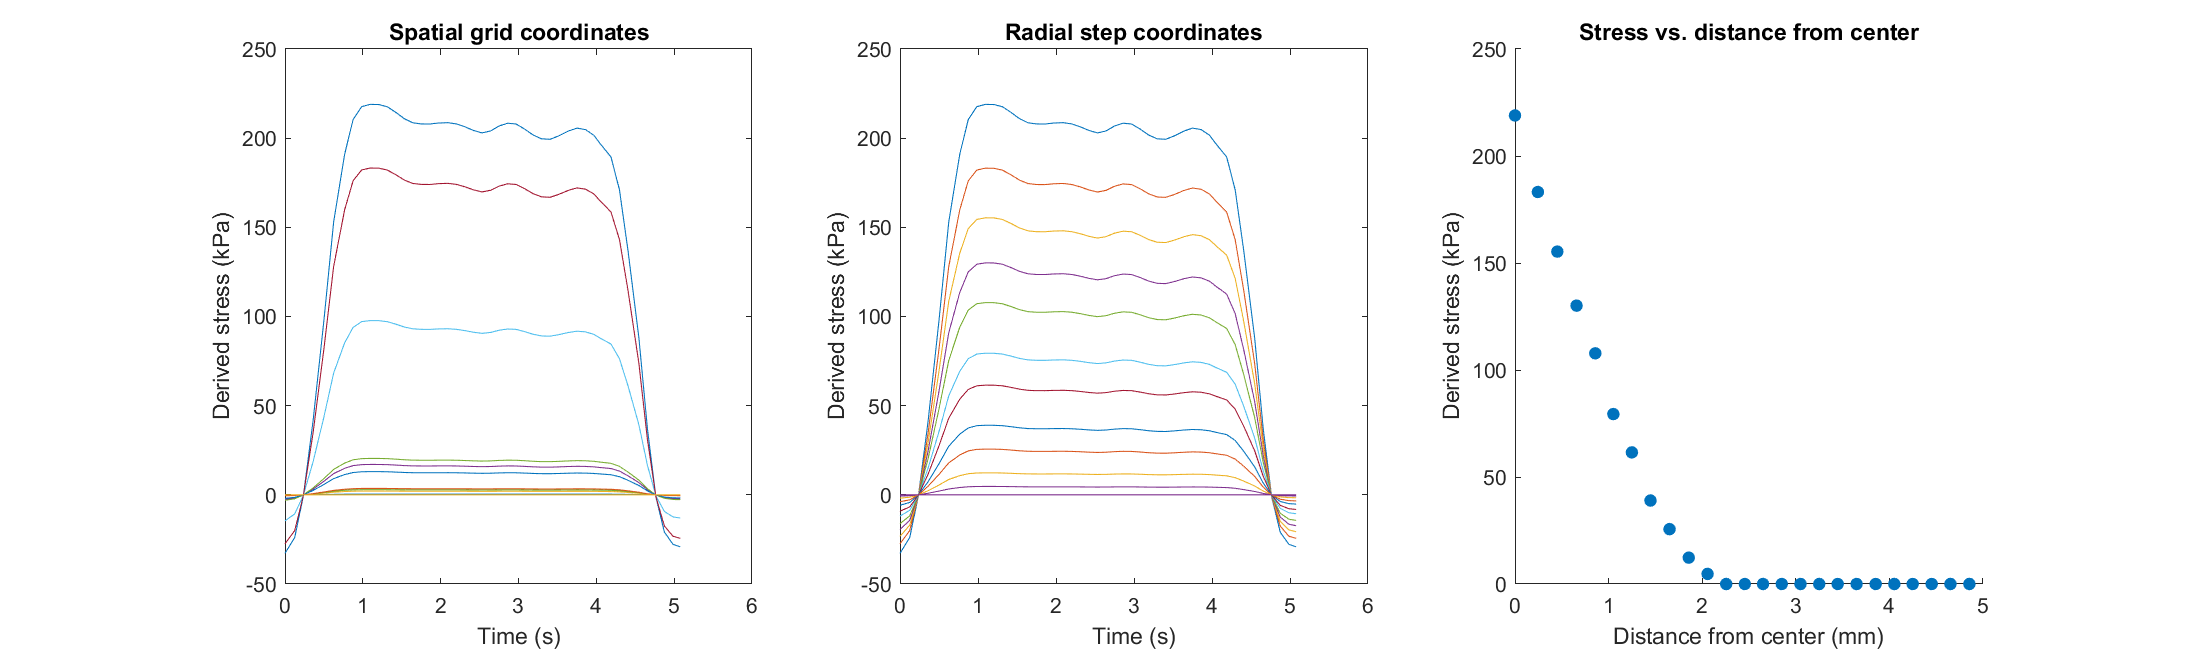 Spatial grid coordinates
250
200
150
100
50
0
-50
0 1 2 3 4 5 6
Derived stress (kPa)
Time (s)
Radial step coordinates
250
200
150
100
50
0
-50
0 1 2 3 4 5 6
Derived stress (kPa)
Time (s)
Stress vs. distance from center
250
200
150
100
50
0
0 1 2 3 4 5
Derived stress (kPa)
Distance from center (mm)